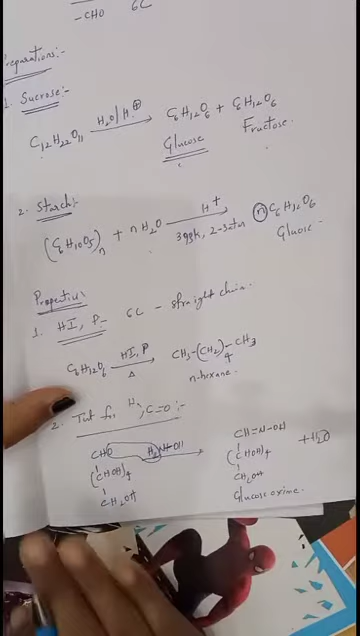 -CHO 6C
Preparations:-
1. Sucrose:-
C12H22O11 H2O/H⊕ → C6H12O6 + C6H12O6
Glucose Fructose.
2. Starch:-
(C6H10O5)n + nH2O H+ → n C6H12O6
393k, 2-3atm Glucose
Properties:
1. HI, P- 6C - straight chain.
C6H12O6 HI, P → CH3-(CH2)4-CH3
Δ n-hexane.
2. Test for H C=O:-
CHO H2N-OH → CH=N-OH + H2O
(CHOH)4 (CHOH)4
CH2OH CH2OH
Glucose oxime.